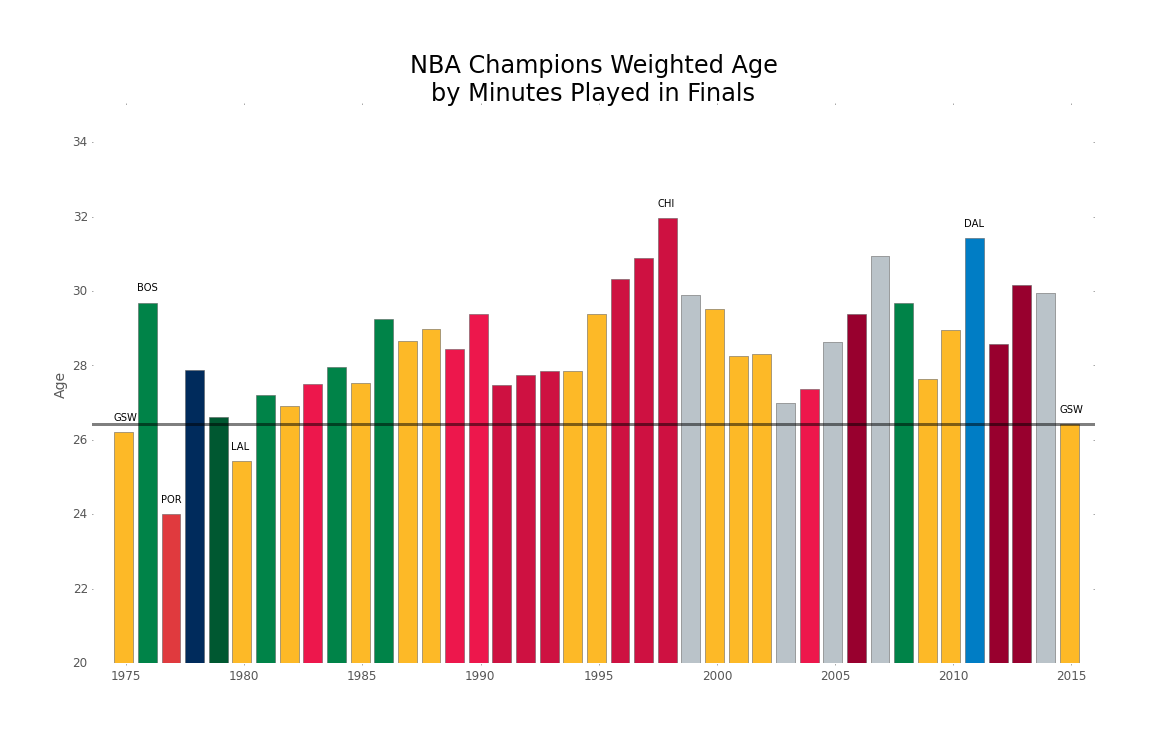 NBA Champions Weighted Age
by Minutes Played in Finals
34
32
30
28
26
24
22
20
Age
GSW
BOS
POR
LAL
CHI
DAL
GSW
1975
1980
1985
1990
1995
2000
2005
2010
2015